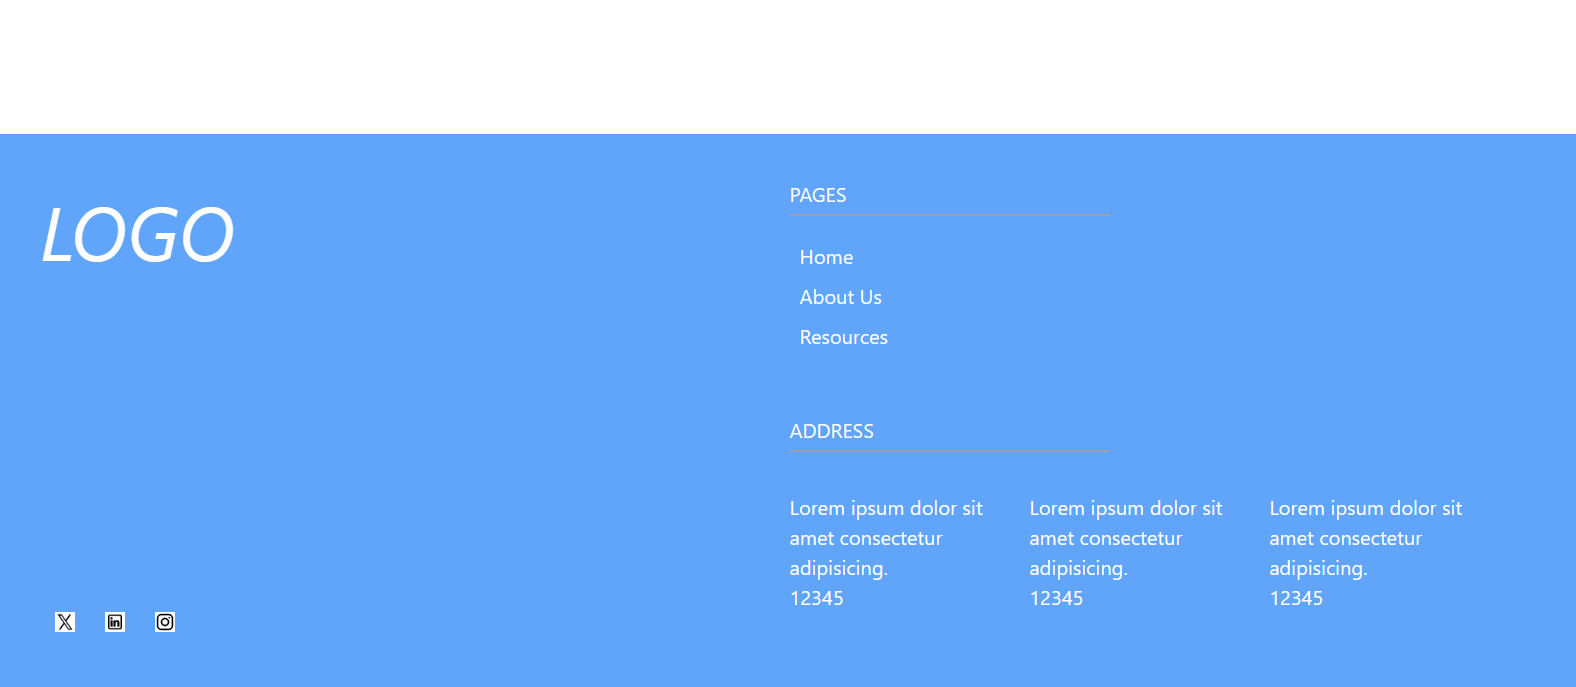 LOGO
PAGES
Home
About Us
Resources
ADDRESS
Lorem ipsum dolor sit
amet consectetur
adipisicing.
12345
Lorem ipsum dolor sit
amet consectetur
adipisicing.
12345
Lorem ipsum dolor sit
amet consectetur
adipisicing.
12345
X
in